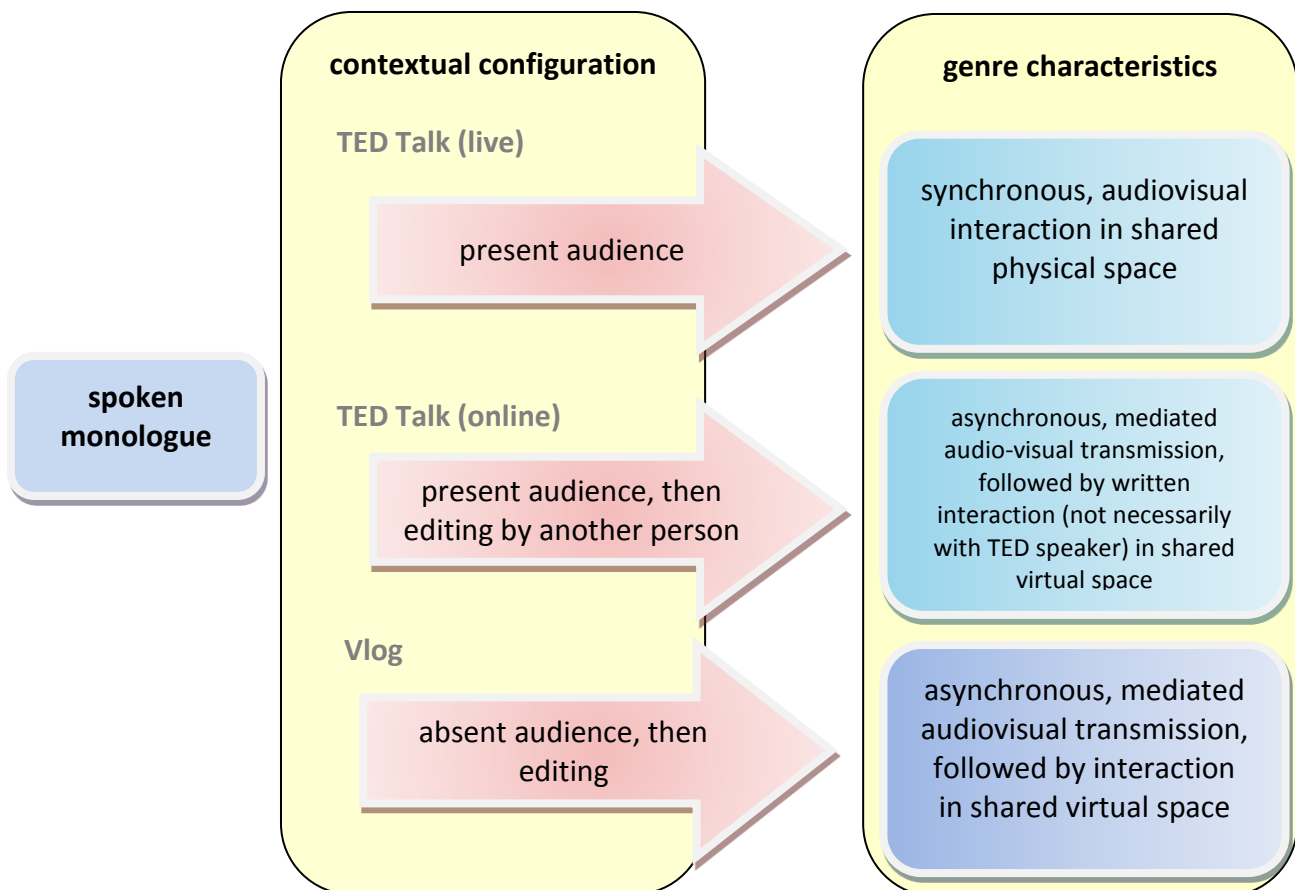 spoken
monologue
contextual configuration
TED Talk (live)
present audience
TED Talk (online)
present audience, then
editing by another person
Vlog
absent audience, then
editing
genre characteristics
synchronous, audiovisual
interaction in shared
physical space
asynchronous, mediated
audio-visual transmission,
followed by written
interaction (not necessarily
with TED speaker) in shared
virtual space
asynchronous, mediated
audiovisual transmission,
followed by interaction
in shared virtual space